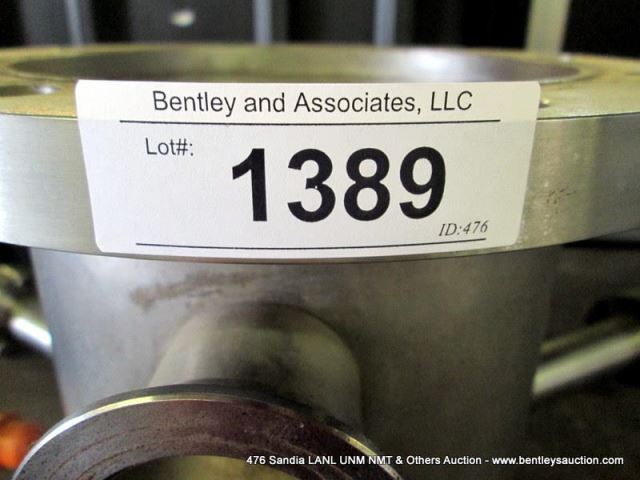 Bentley and Associates, LLC
Lot#:
1389
ID:476
476 Sandia LANL UNM NMT & Others Auction - www.bentleysauction.com